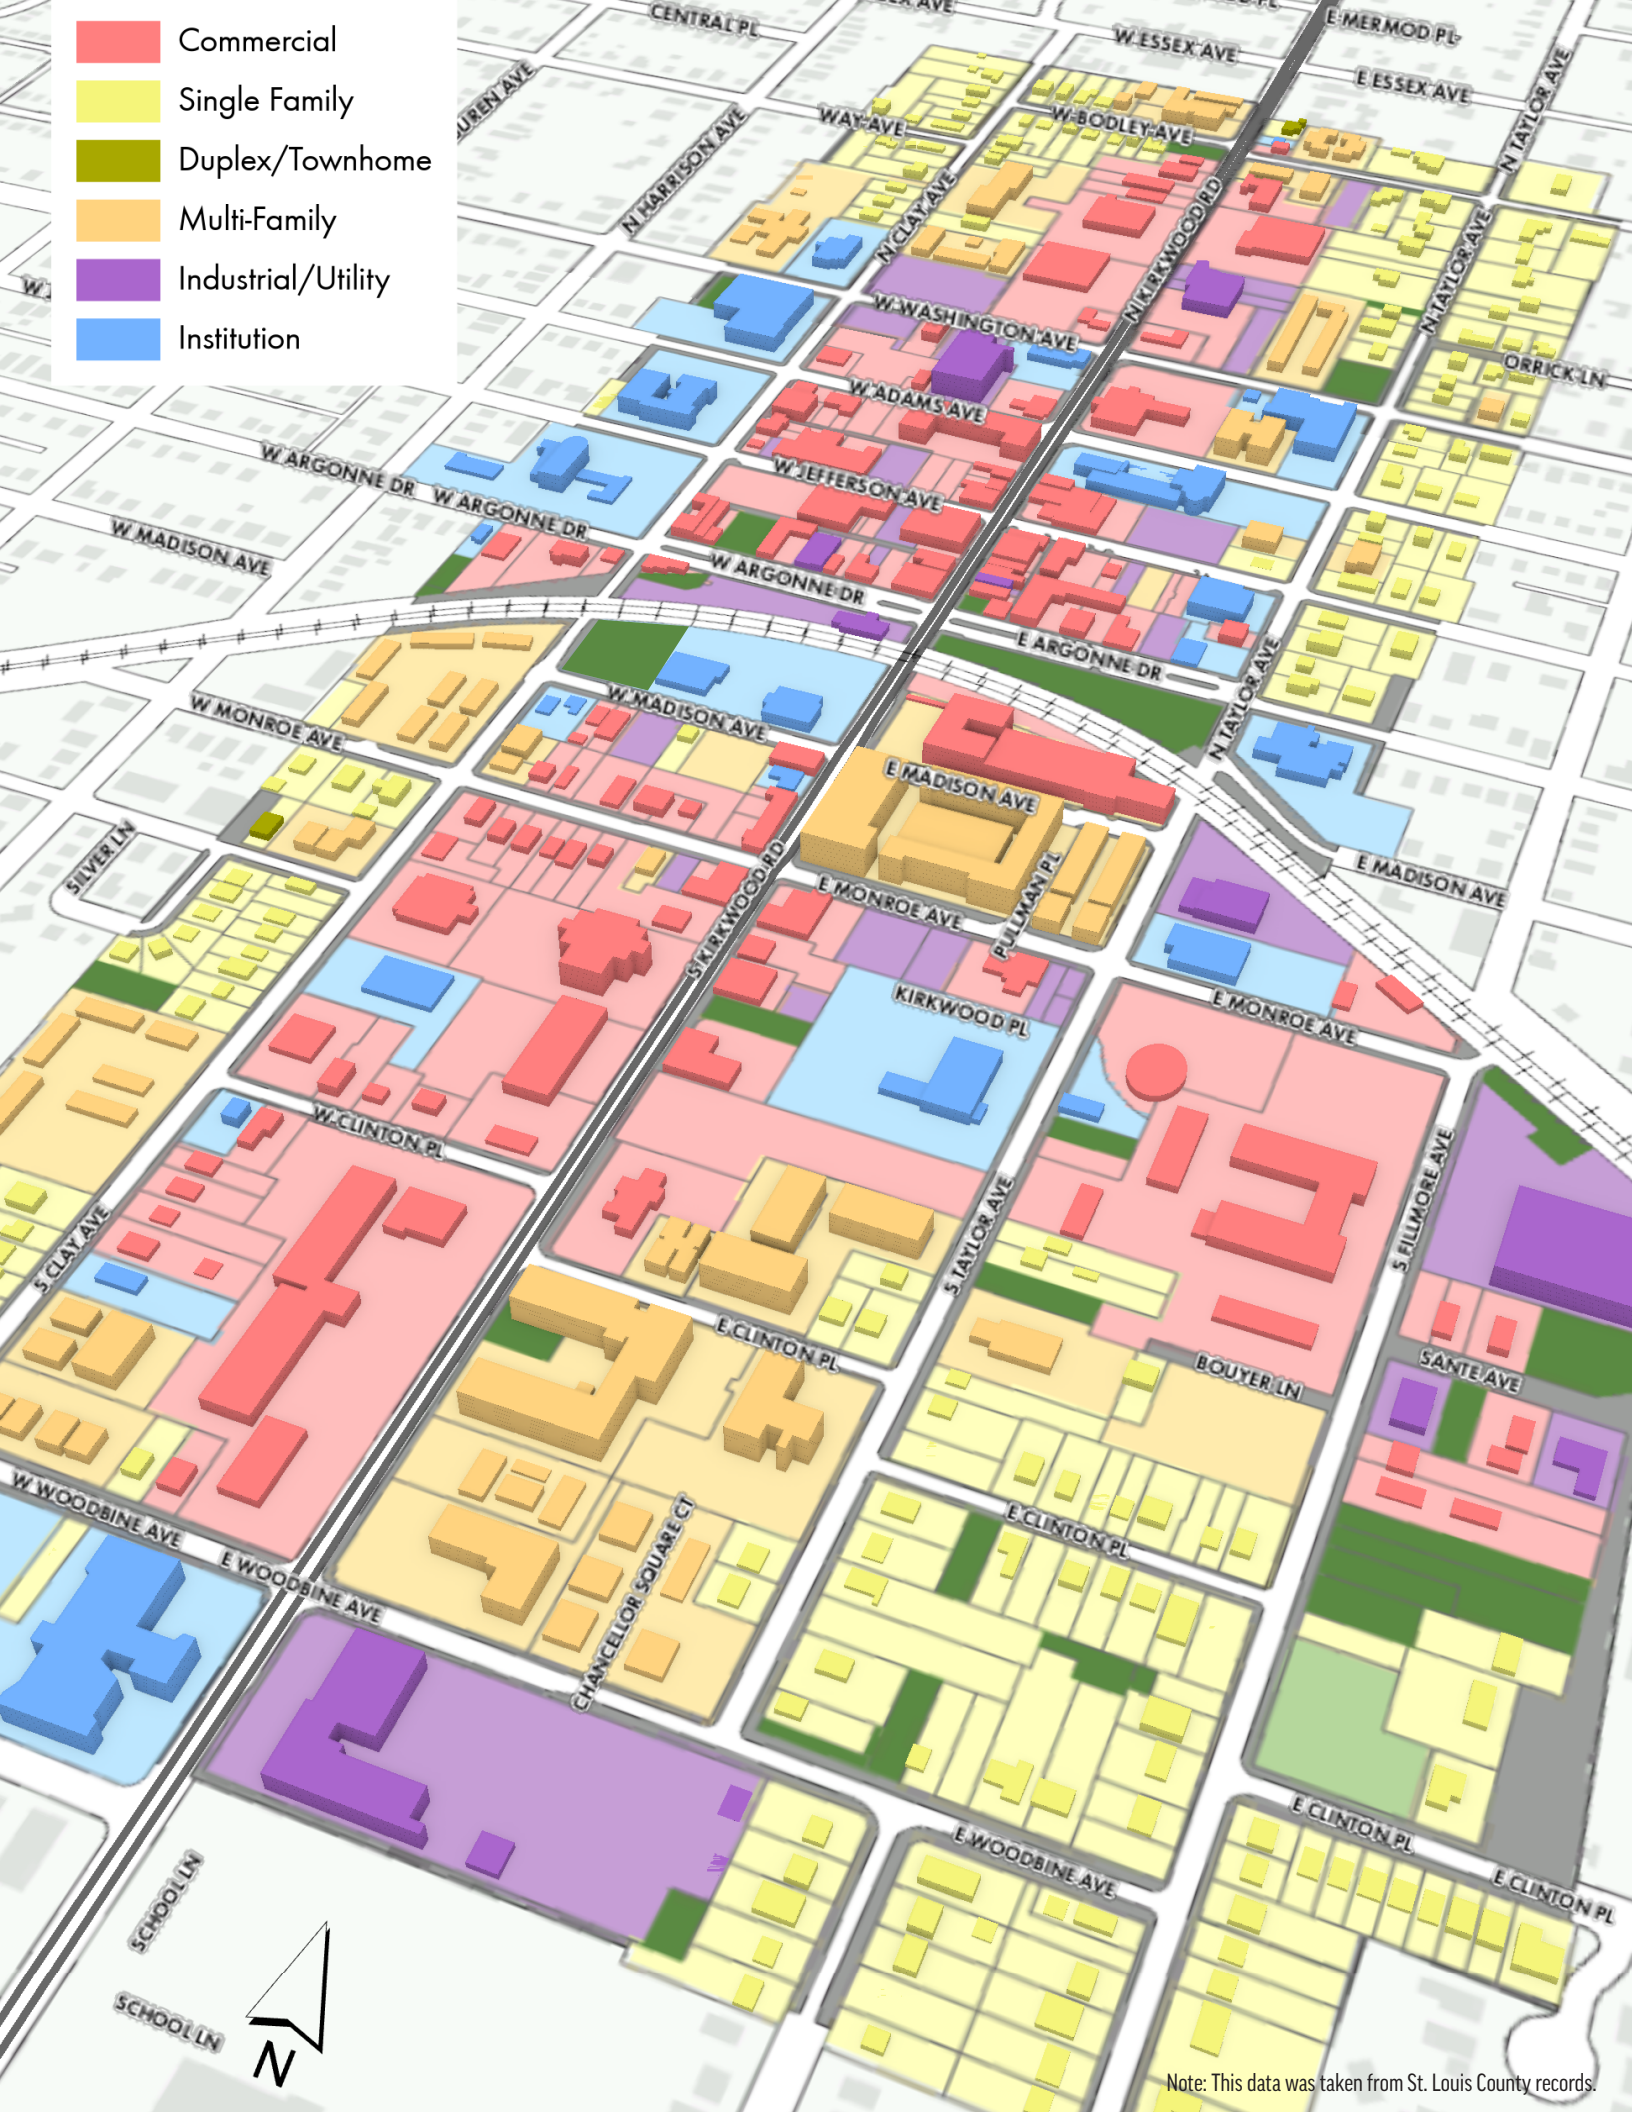 Commercial
Single Family
Duplex/Townhome
Multi-Family
Industrial/Utility
Institution
CENTRAL PL
E MERMOD PL
W ESSEX AVE
E ESSEX AVE
N TAYLOR AVE
WAY AVE
W BODLEY AVE
N HARRISON AVE
N CLAY AVE
N KIRKWOOD RD
N TAYLOR AVE
W WASHINGTON AVE
ORRICK LN
W ADAMS AVE
W JEFFERSON AVE
W ARGONNE DR
W ARGONNE DR
W MADISON AVE
W ARGONNE DR
E ARGONNE DR
N TAYLOR AVE
W MONROE AVE
W MADISON AVE
E MADISON AVE
SILVER LN
S KIRKWOOD RD
E MONROE AVE
PULLMAN PL
E MADISON AVE
KIRKWOOD PL
E MONROE AVE
W CLINTON PL
S CLAY AVE
S TAYLOR AVE
S FILLMORE AVE
E CLINTON PL
BOUYER LN
SANTE AVE
W WOODBINE AVE
E WOODBINE AVE
CHANCELLOR SQUARE CT
E CLINTON PL
E CLINTON PL
E WOODBINE AVE
E CLINTON PL
SCHOOL LN
SCHOOL LN
N
Note: This data was taken from St. Louis County records.